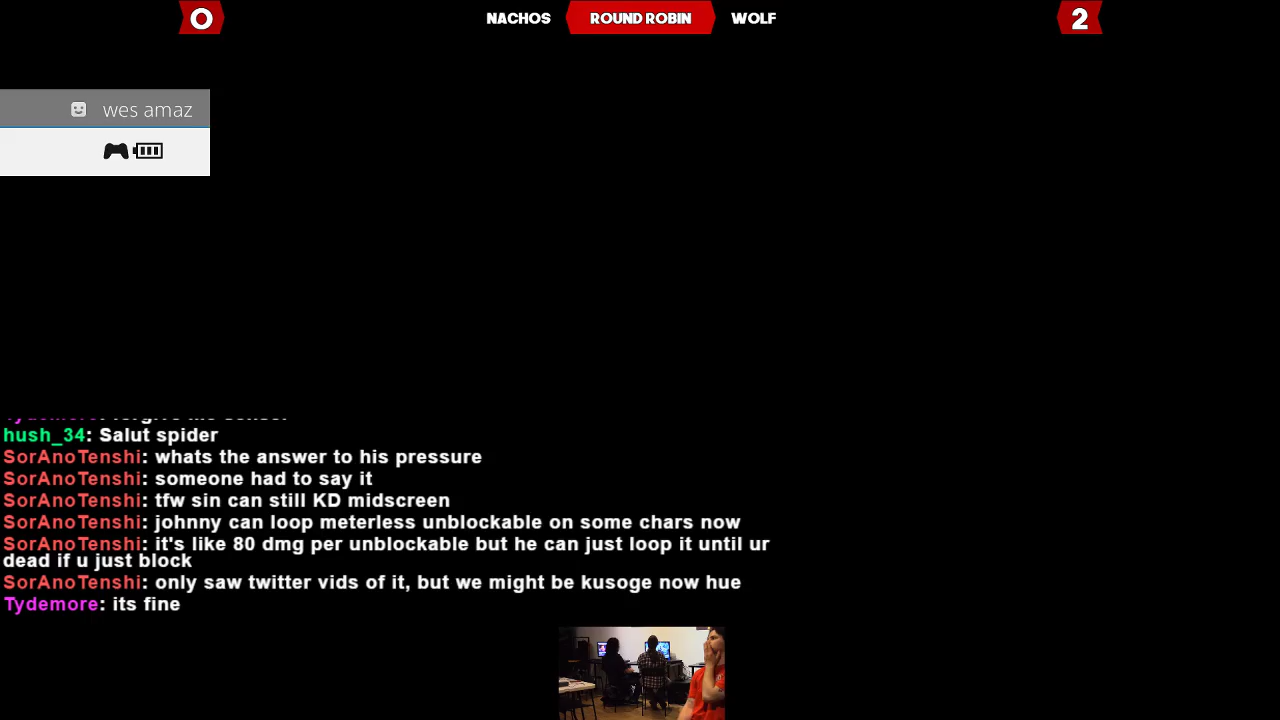 0 NACHOS ROUND ROBIN WOLF 2
wes amaz
hush_34: Salut spider
SorAnoTenshi: whats the answer to his pressure
SorAnoTenshi: someone had to say it
SorAnoTenshi: tfw sin can still KD midscreen
SorAnoTenshi: johnny can loop meterless unblockable on some chars now
SorAnoTenshi: it's like 80 dmg per unblockable but he can just loop it until ur
dead if u just block
SorAnoTenshi: only saw twitter vids of it, but we might be kusoge now hue
Tydemore: its fine